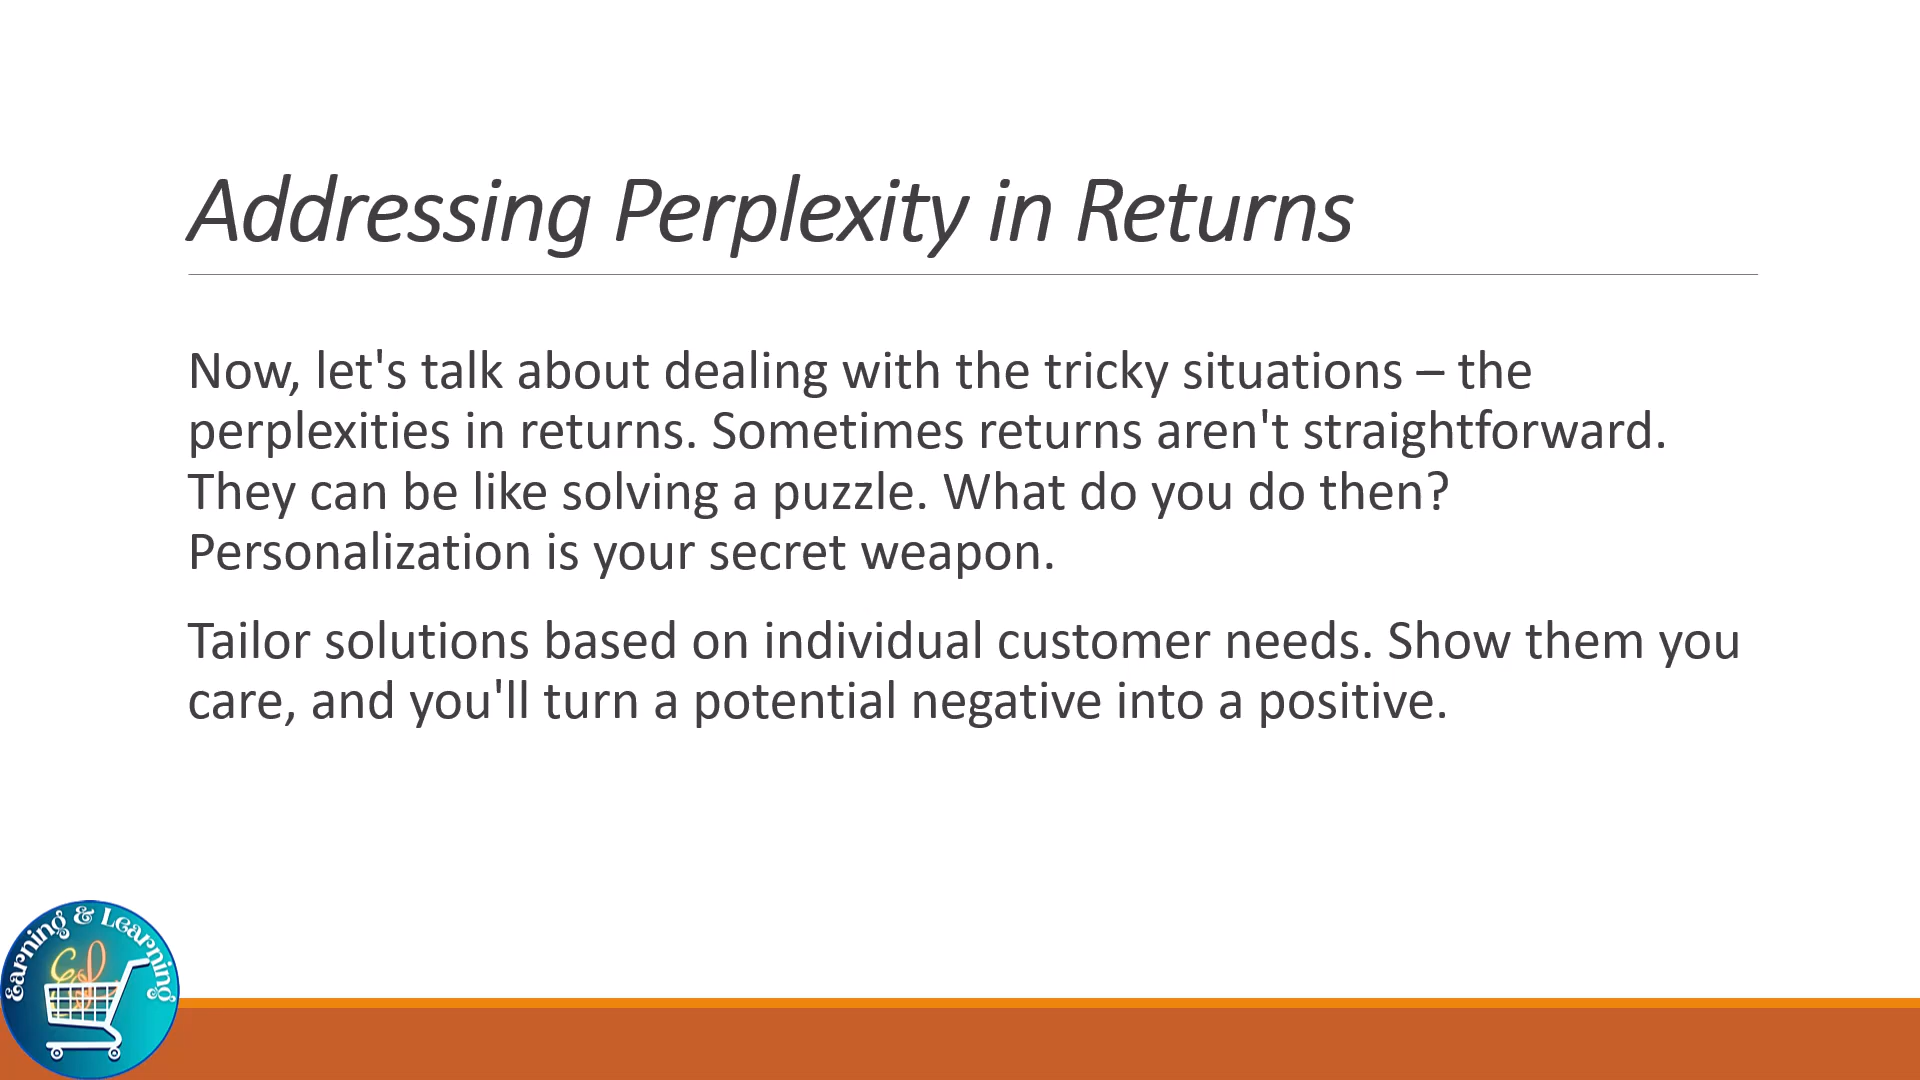 Addressing Perplexity in Returns
Now, let's talk about dealing with the tricky situations – the
perplexities in returns. Sometimes returns aren't straightforward.
They can be like solving a puzzle. What do you do then?
Personalization is your secret weapon.
Tailor solutions based on individual customer needs. Show them you
care, and you'll turn a potential negative into a positive.
Earning & Learning